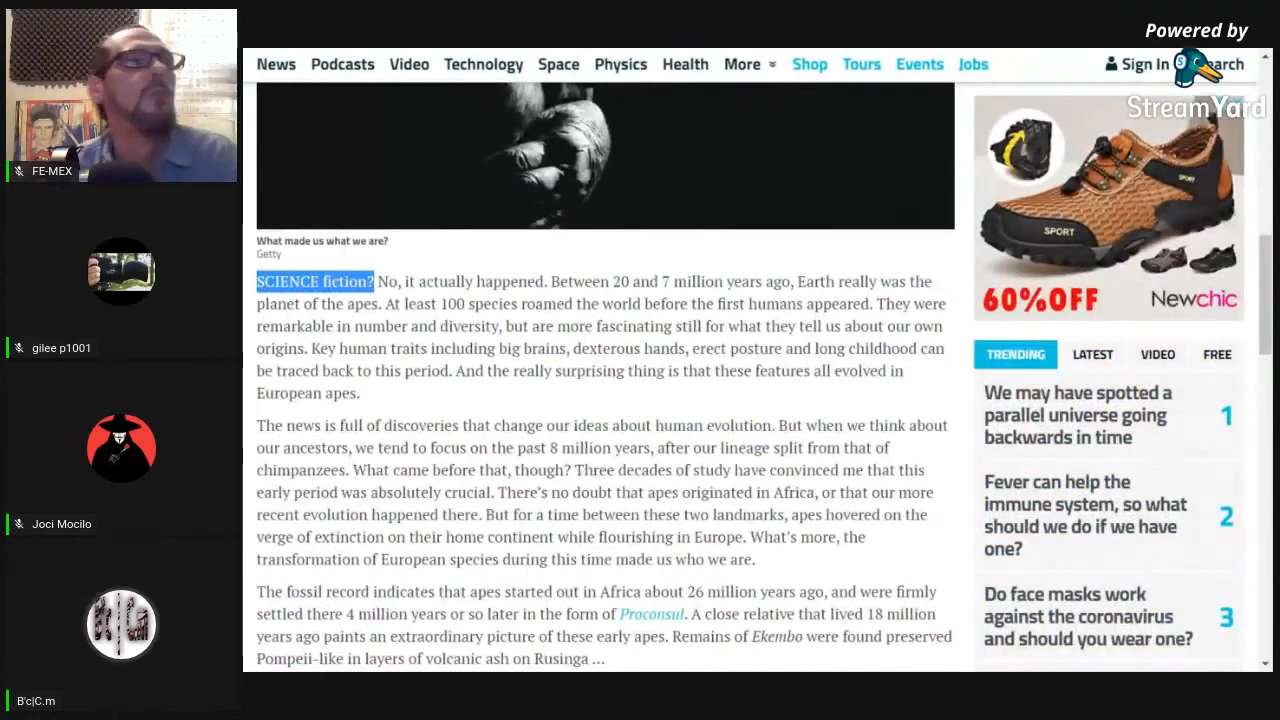 Powered by
StreamYard
News Podcasts Video Technology Space Physics Health More Shop Tours Events Jobs Sign In
What made us what we are?
Getty
SCIENCE fiction? No, it actually happened. Between 20 and 7 million years ago, Earth really was the
planet of the apes. At least 100 species roamed the world before the first humans appeared. They were
remarkable in number and diversity, but are more fascinating still for what they tell us about our own
origins. Key human traits including big brains, dexterous hands, erect posture and long childhood can
be traced back to this period. And the really surprising thing is that these features all evolved in
European apes.
The news is full of discoveries that change our ideas about human evolution. But when we think about
our ancestors, we tend to focus on the past 8 million years, after our lineage split from that of
chimpanzees. What came before that, though? Three decades of study have convinced me that this
early period was absolutely crucial. There's no doubt that apes originated in Africa, or that our more
recent evolution happened there. But for a time between these two landmarks, apes hovered on the
verge of extinction on their home continent while flourishing in Europe. What's more, the
transformation of European species during this time made us who we are.
The fossil record indicates that apes started out in Africa about 26 million years ago, and were firmly
settled there 4 million years or so later in the form of Proconsul. A close relative that lived 18 million
years ago paints an extraordinary picture of these early apes. Remains of Ekembo were found preserved
Pompeii-like in layers of volcanic ash on Rusinga ...
SPORT
SPORT
60%OFF
Newchic
TRENDING LATEST VIDEO FREE
We may have spotted a
parallel universe going
backwards in time
1
Fever can help the
immune system, so what
should we do if we have
one?
2
Do face masks work
against the coronavirus
and should you wear one?
3
FE-MEX
gilee p1001
Joci Mocilo
B'c|C.m